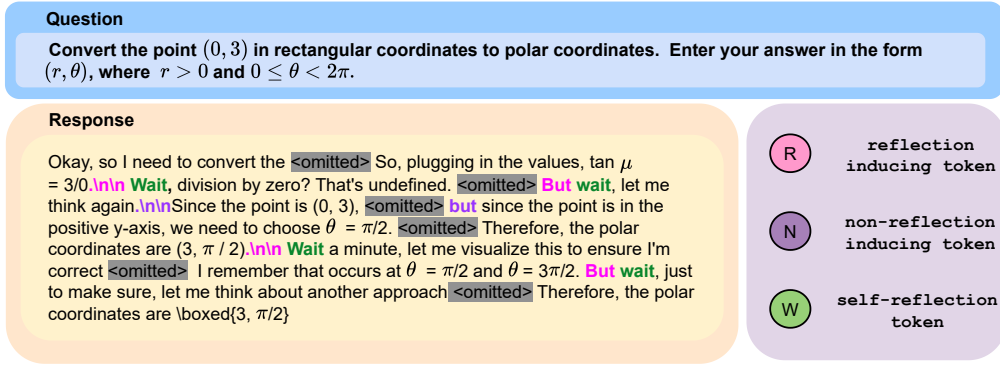 Question
Convert the point (0, 3) in rectangular coordinates to polar coordinates. Enter your answer in the form
(r, θ), where r > 0 and 0 ≤ θ < 2π.
Response
Okay, so I need to convert the <omitted> So, plugging in the values, tan μ
= 3/0.\n\n Wait, division by zero? That's undefined. <omitted> But wait, let me
think again.\n\nSince the point is (0, 3), <omitted> but since the point is in the
positive y-axis, we need to choose θ = π/2. <omitted> Therefore, the polar
coordinates are (3, π / 2).\n\n Wait a minute, let me visualize this to ensure I'm
correct <omitted> I remember that occurs at θ = π/2 and θ = 3π/2. But wait, just
to make sure, let me think about another approach <omitted> Therefore, the polar
coordinates are \boxed{3, π/2}
R
reflection
inducing token
N
non-reflection
inducing token
W
self-reflection
token